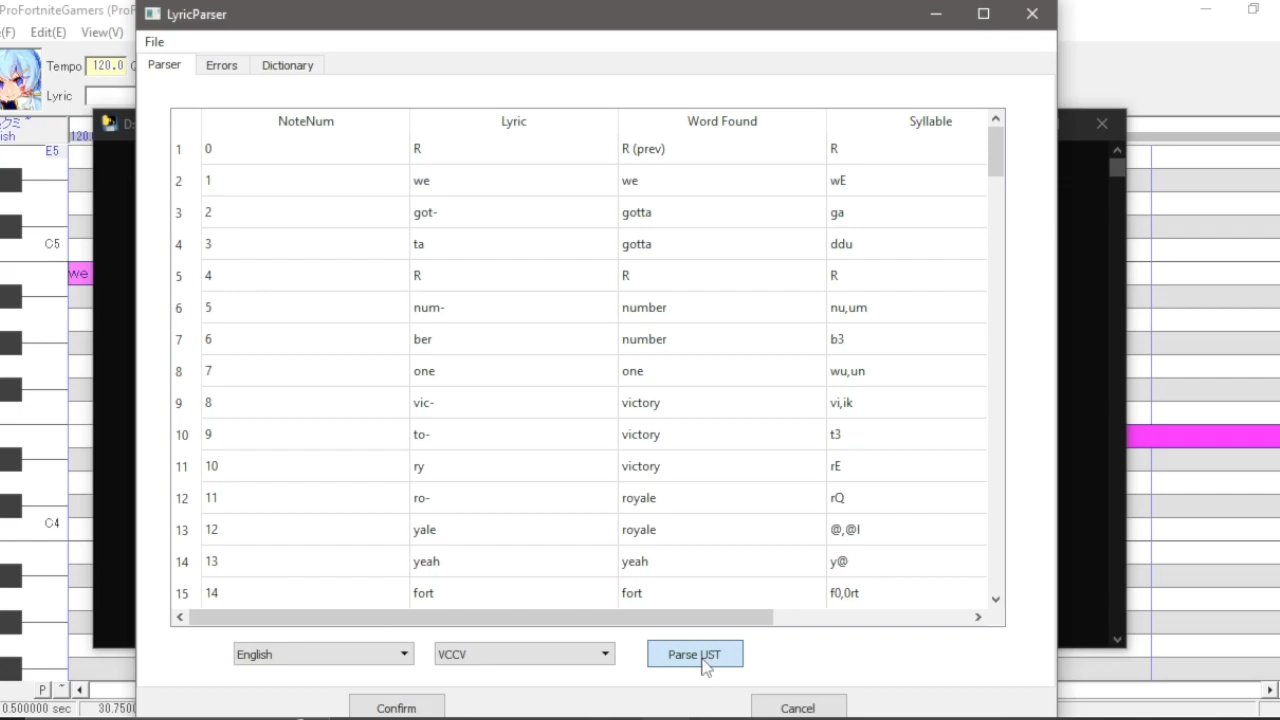 ProFortniteGamers (ProF
LyricParser
(F) Edit(E) View(V)
File
Parser Errors Dictionary
Tempo 120.0
Lyric
NoteNum Lyric Word Found Syllable
D:
ish
120.
E5
1 0 R R (prev) R
2 1 we we wE
3 2 got- gotta ga
C5
4 3 ta gotta ddu
we
5 4 R R R
6 5 num- number nu,um
7 6 ber number b3
8 7 one one wu,un
9 8 vic- victory vi,ik
10 9 to- victory t3
11 10 ry victory rE
12 11 ro- royale rQ
C4
13 12 yale royale @,@l
14 13 yeah yeah y@
15 14 fort fort f0,0rt
English VCCV Parse UST
P ~
0.500000 sec 30.750
Confirm Cancel